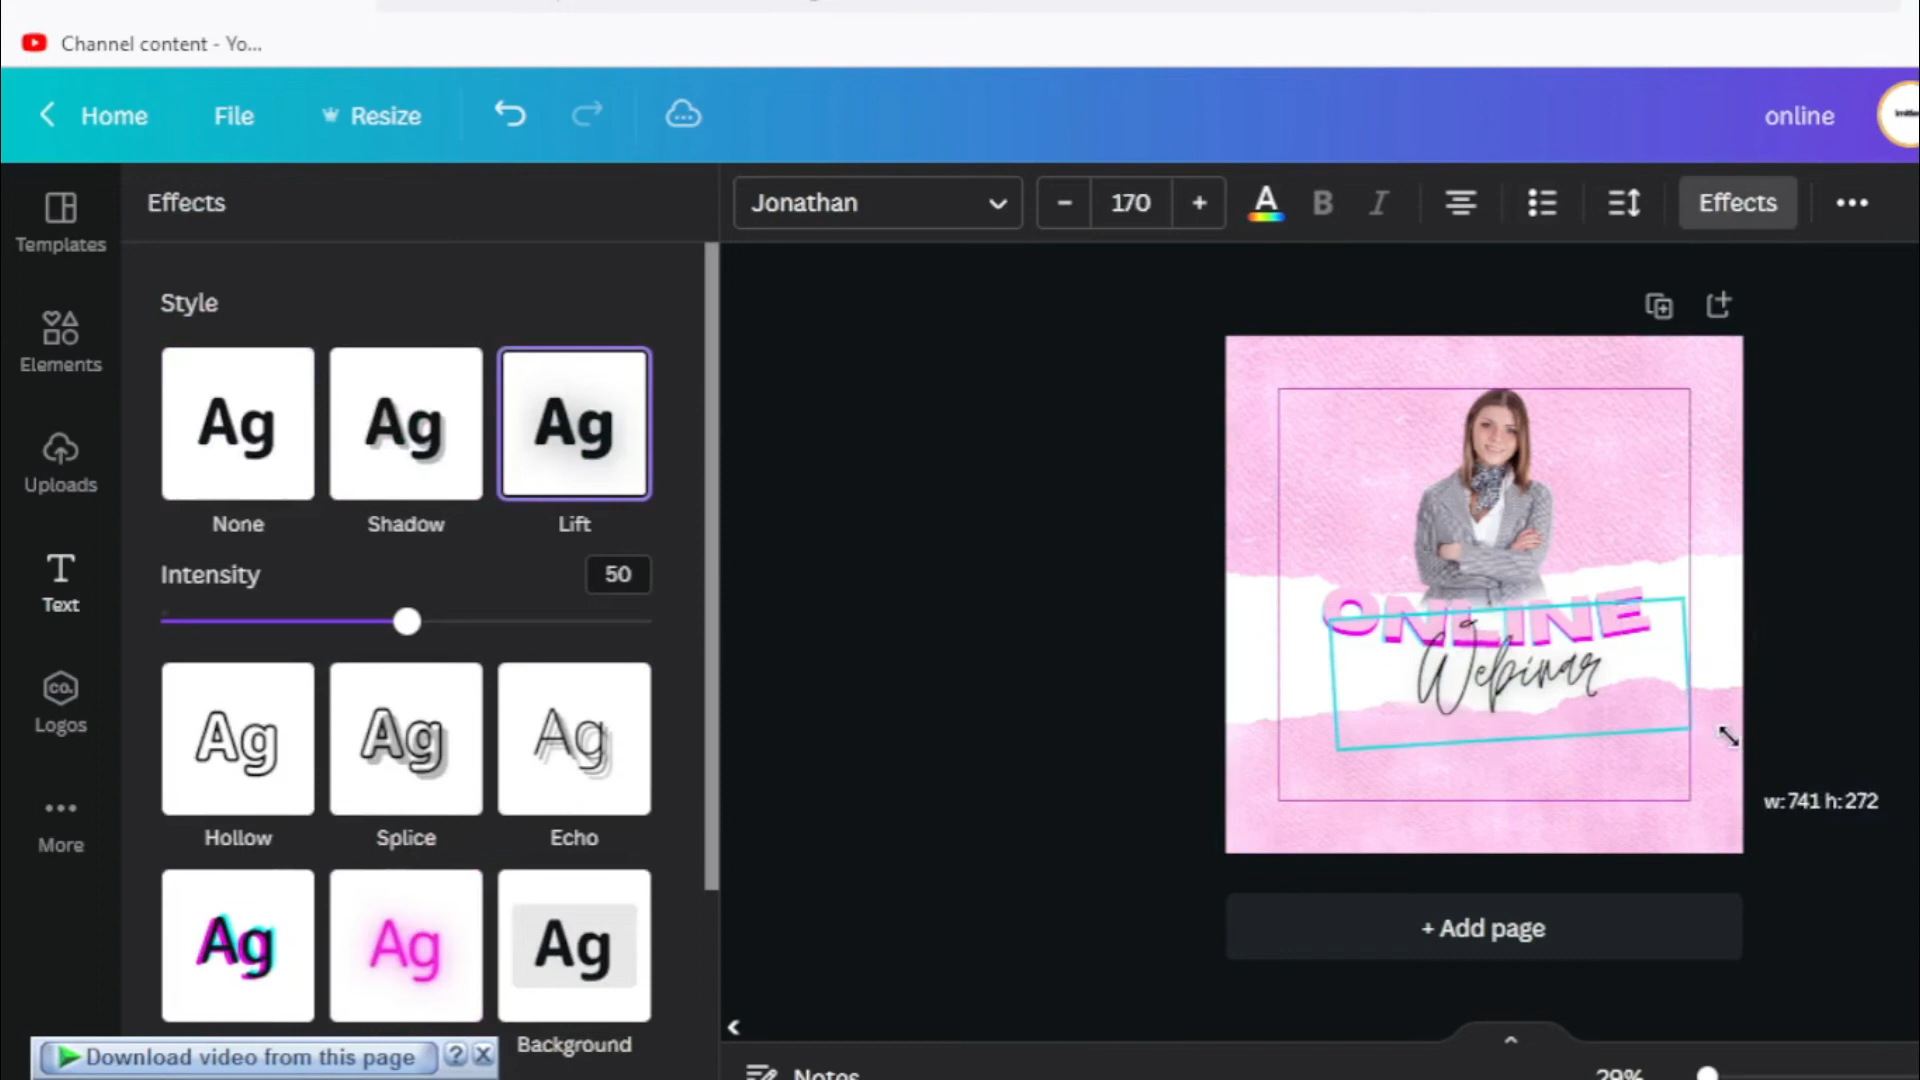 Channel content - Yo...
Home
File
Resize
online
Templates
Elements
Uploads
Text
CO.
Logos
More
Effects
Style
Ag
Ag
Ag
None
Shadow
Lift
Intensity
50
Ag
Ag
Ag
Hollow
Splice
Echo
Ag
Ag
Ag
Background
Download video from this page
?
X
Jonathan
- 170 +
A B I
Effects
ONLINE
Webinar
w:741 h:272
+ Add page
Notes
29%